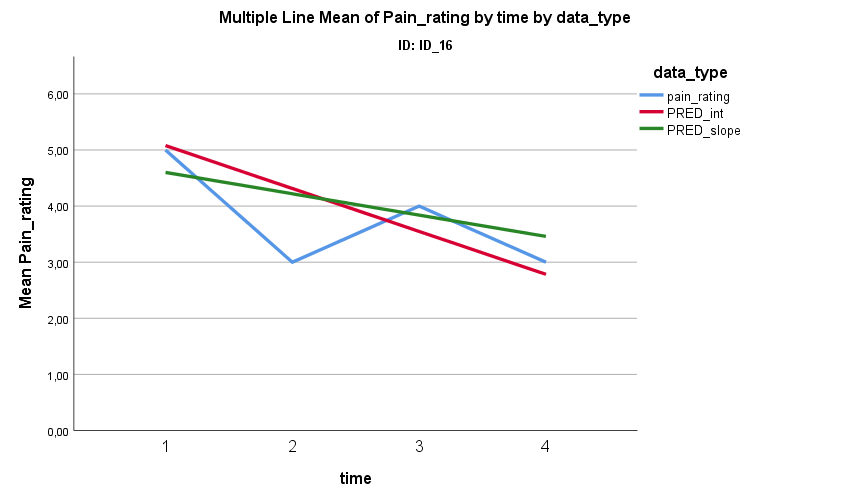 Multiple Line Mean of Pain_rating by time by data_type
ID: ID_16
data_type
pain_rating
PRED_int
PRED_slope
Mean Pain_rating
6,00
5,00
4,00
3,00
2,00
1,00
0,00
1 2 3 4
time